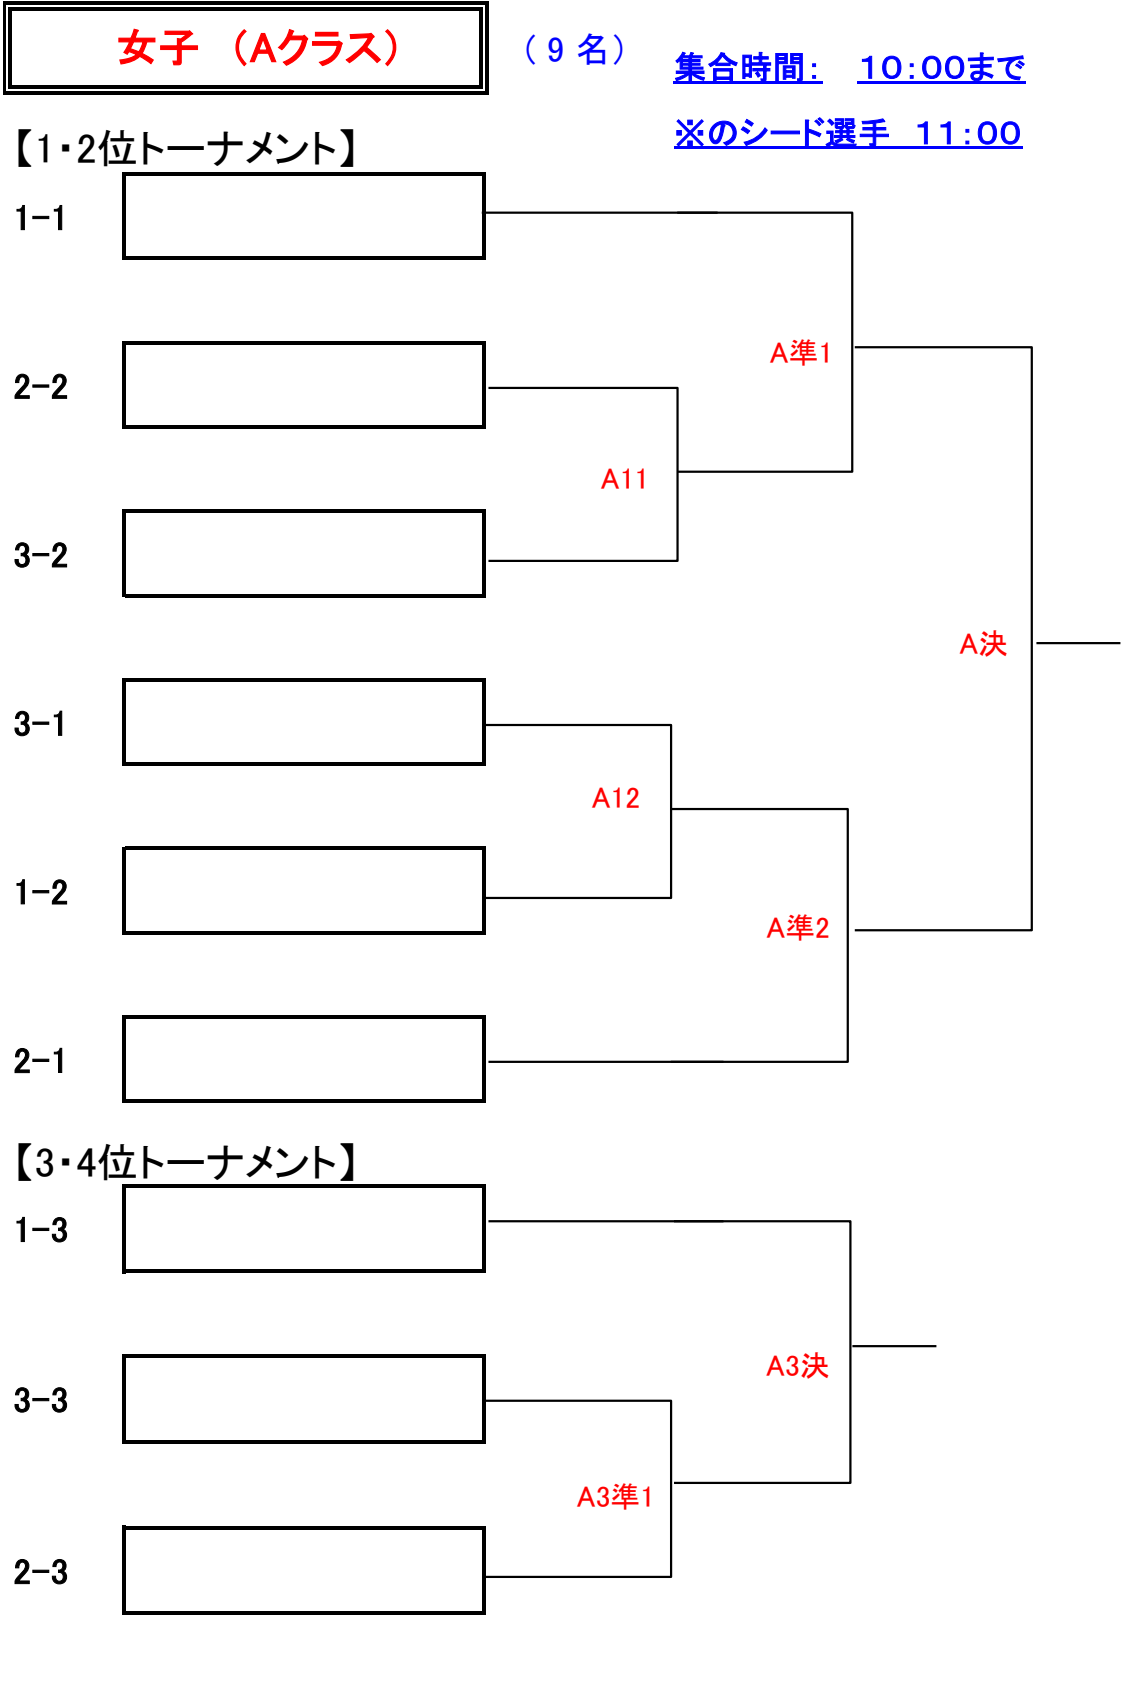 女子　（Aクラス）
（９名）
集合時間：　１０：００まで
※のシード選手　１１：００
【1・2位トーナメント】
1-1
A準1
2-2
A11
3-2
A決
3-1
A12
1-2
A準2
2-1
【3・4位トーナメント】
1-3
A3決
3-3
A3準1
2-3